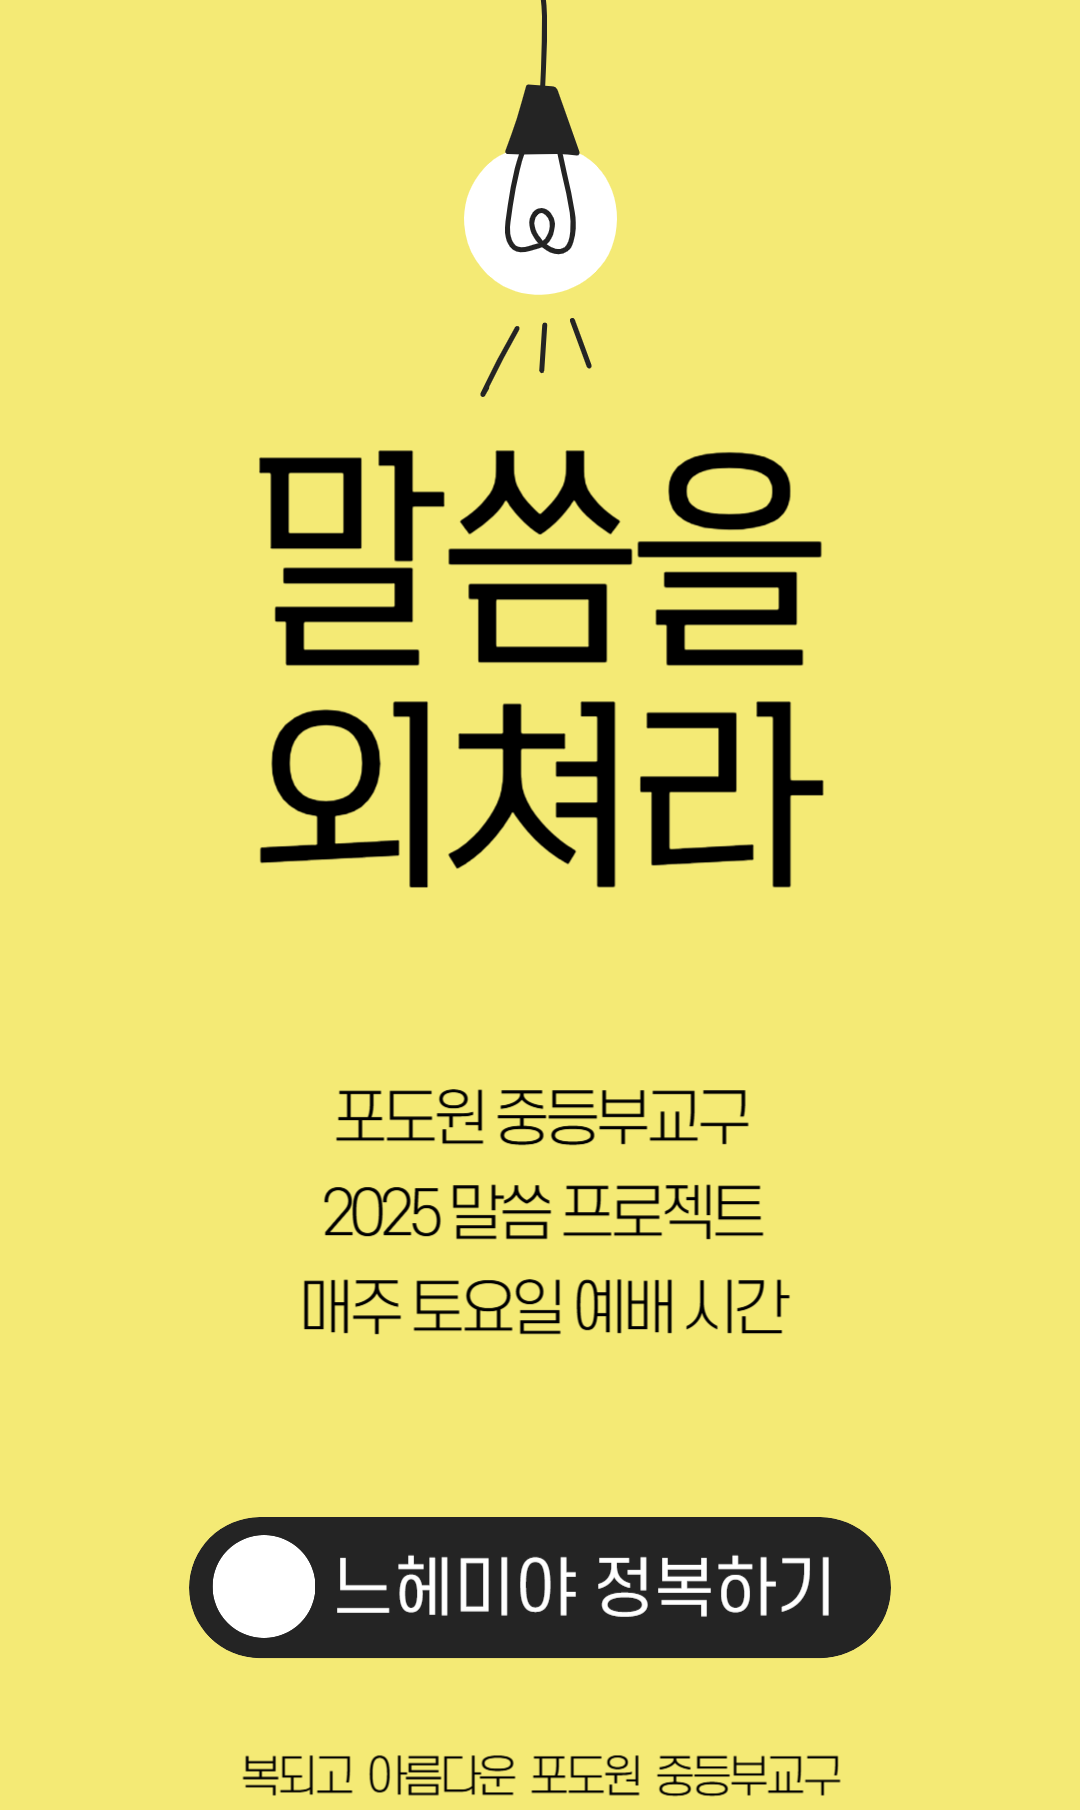 말씀을
외쳐라
포도원 중등부교구
2025 말씀 프로젝트
매주 토요일 예배 시간
느헤미야 정복하기
복되고 아름다운 포도원 중등부교구